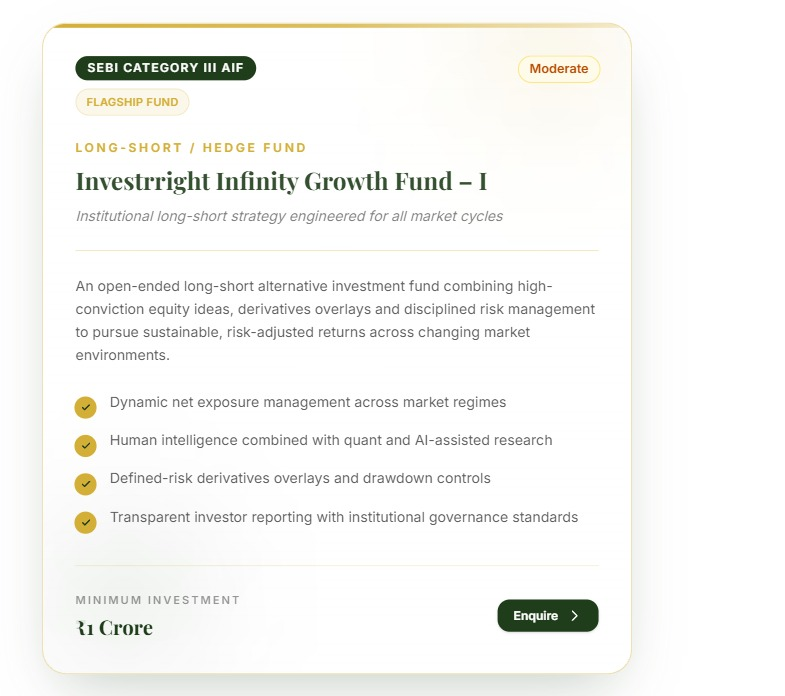 SEBI CATEGORY III AIF
Moderate
FLAGSHIP FUND
LONG-SHORT / HEDGE FUND
Investrright Infinity Growth Fund – I
Institutional long-short strategy engineered for all market cycles
An open-ended long-short alternative investment fund combining high-
conviction equity ideas, derivatives overlays and disciplined risk management
to pursue sustainable, risk-adjusted returns across changing market
environments.
Dynamic net exposure management across market regimes
Human intelligence combined with quant and AI-assisted research
Defined-risk derivatives overlays and drawdown controls
Transparent investor reporting with institutional governance standards
MINIMUM INVESTMENT
₹1 Crore
Enquire